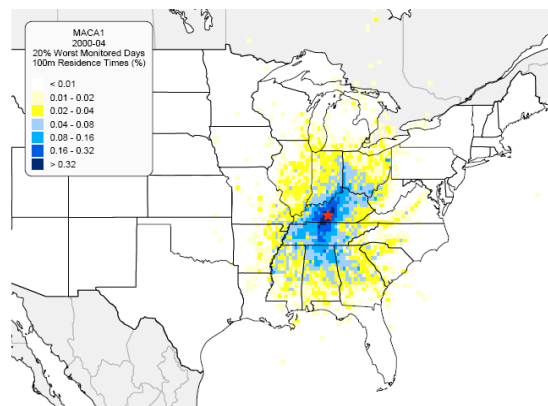 MACA1
2000-04
20% Worst Monitored Days
100m Residence Times (%)
< 0.01
0.01 - 0.02
0.02 - 0.04
0.04 - 0.08
0.08 - 0.16
0.16 - 0.32
> 0.32